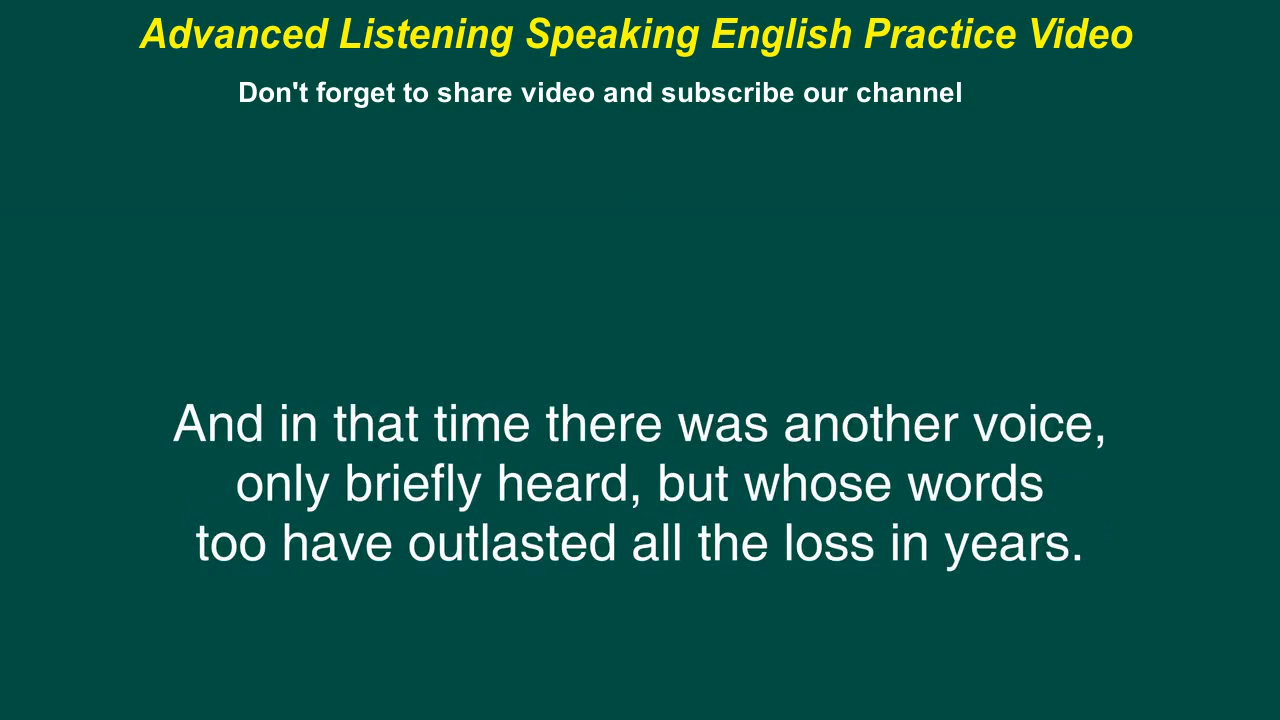 Advanced Listening Speaking English Practice Video
Don't forget to share video and subscribe our channel
And in that time there was another voice,
only briefly heard, but whose words
too have outlasted all the loss in years.